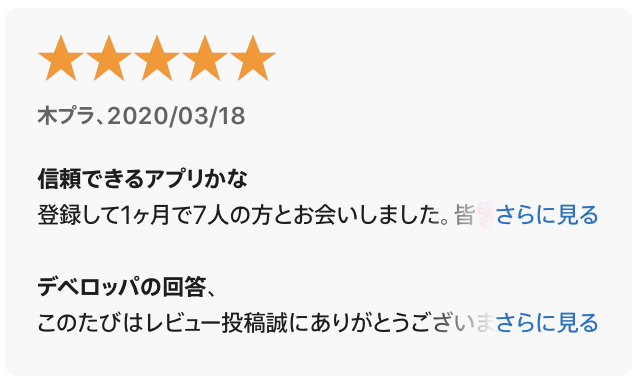 木プラ、2020/03/18
信頼できるアプリかな
登録して1ヶ月で7人の方とお会いしました。皆 さらに見る
デベロッパの回答、
このたびはレビュー投稿誠にありがとうございま さらに見る